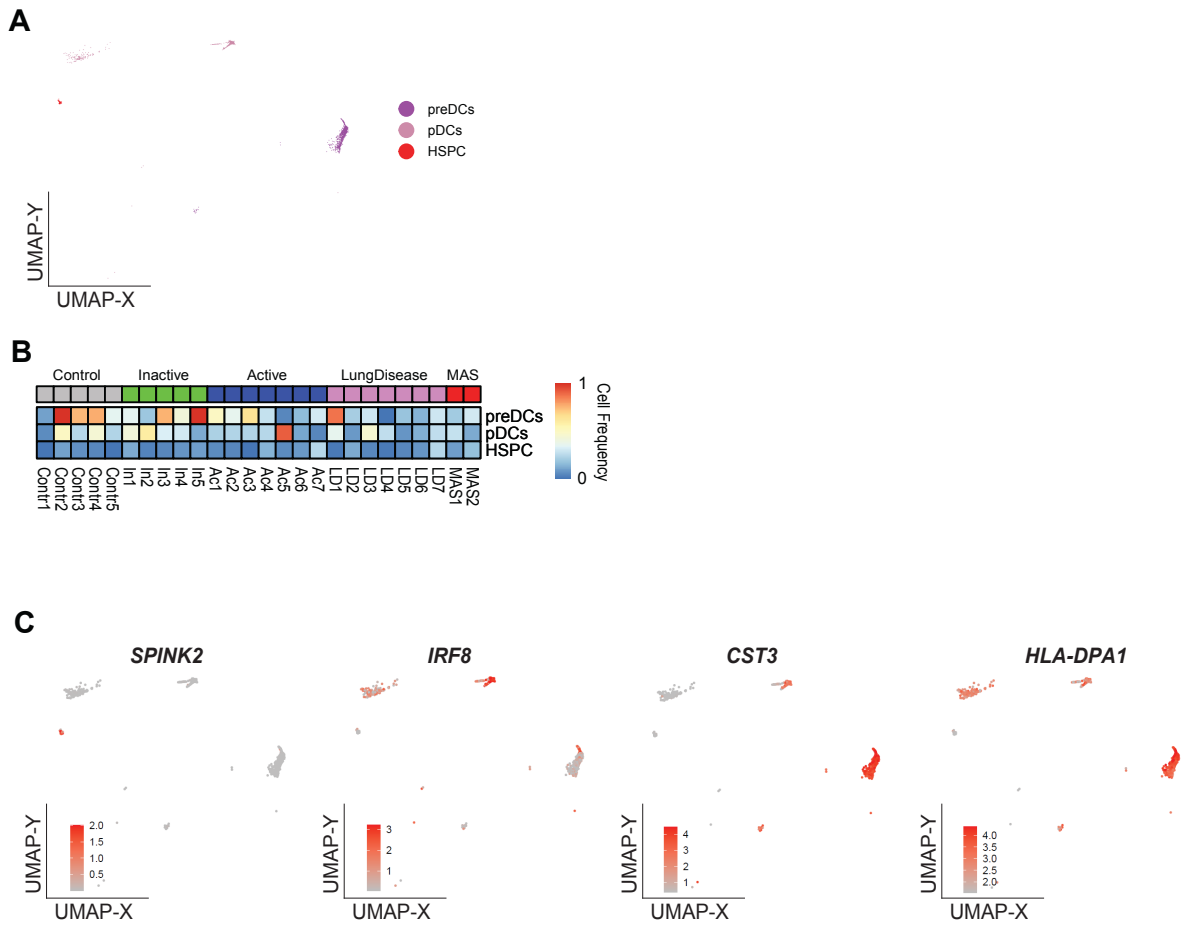 A
preDCs
pDCs
HSPC
UMAP-Y
UMAP-X
B
Control Inactive Active LungDisease MAS
1
0
Cell Frequency
preDCs
pDCs
HSPC
Contr1 Contr2 Contr3 Contr4 Contr5 In1 In2 In3 In4 In5 Ac1 Ac2 Ac3 Ac4 Ac5 Ac6 Ac7 LD1 LD2 LD3 LD4 LD5 LD6 LD7 MAS1 MAS2
C
SPINK2
2.0
1.5
1.0
0.5
UMAP-Y
UMAP-X
IRF8
3
2
1
UMAP-Y
UMAP-X
CST3
4
3
2
1
UMAP-Y
UMAP-X
HLA-DPA1
4.0
3.5
3.0
2.5
2.0
UMAP-Y
UMAP-X